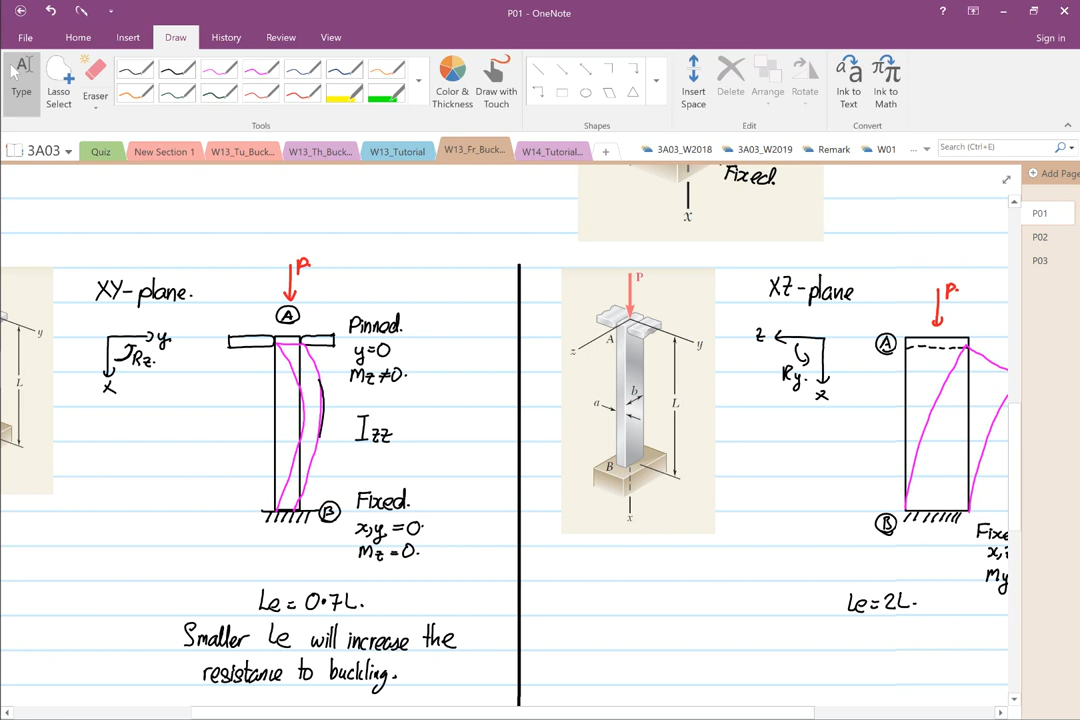 P01 - OneNote
?
File
Home
Insert
Draw
History
Review
View
Sign in
Type
Lasso Select
Eraser
Color & Thickness
Draw with Touch
Insert Space
Delete
Arrange
Rotate
Ink to Text
Ink to Math
Tools
Shapes
Edit
Convert
3A03
Quiz
New Section 1
W13_Tu_Buck...
W13_Th_Buck...
W13_Tutorial
W13_Fr_Buck...
W14_Tutorial...
3A03_W2018
3A03_W2019
Remark
W01
...
Search (Ctrl+E)
Add Page
P01
P02
P03
Fixed.
x
y
L
XY-plane.
y
Rz.
x
P.
A
Pinned.
y=0
Mz≠0.
Izz
B
Fixed.
x,y=0.
Mz=0.
Le=0.7L.
Smaller Le will increase the
resistance to buckling.
P
A
z
y
b
a
L
B
x
XZ-plane
z
Ry.
x
P.
A
B
Fixe
x,
My
Le=2L.